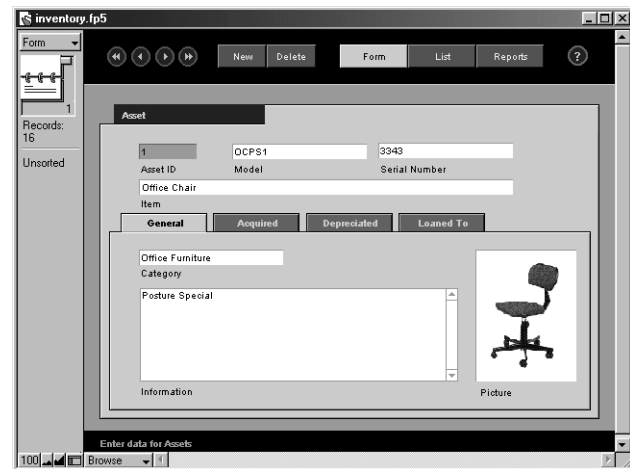 inventory.fp5
Form
New Delete Form List Reports ?
1
Records:
16
Unsorted
Asset
1 OCPS1 3343
Asset ID Model Serial Number
Office Chair
Item
General Acquired Depreciated Loaned To
Office Furniture
Category
Posture Special
Information Picture
Enter data for Assets
100 Browse